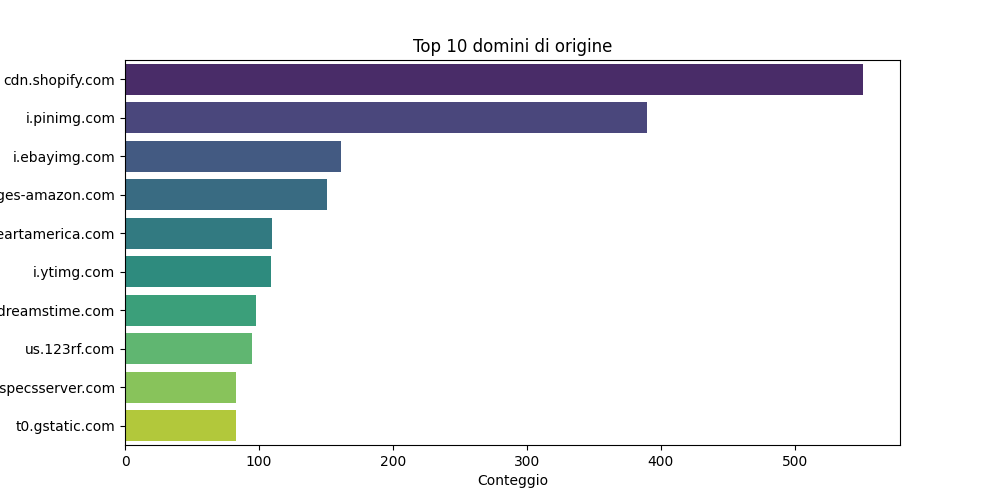 Top 10 domini di origine
cdn.shopify.com
i.pinimg.com
i.ebayimg.com
ges-amazon.com
eartamerica.com
i.ytimg.com
dreamstime.com
us.123rf.com
specsserver.com
t0.gstatic.com
0 100 200 300 400 500
Conteggio